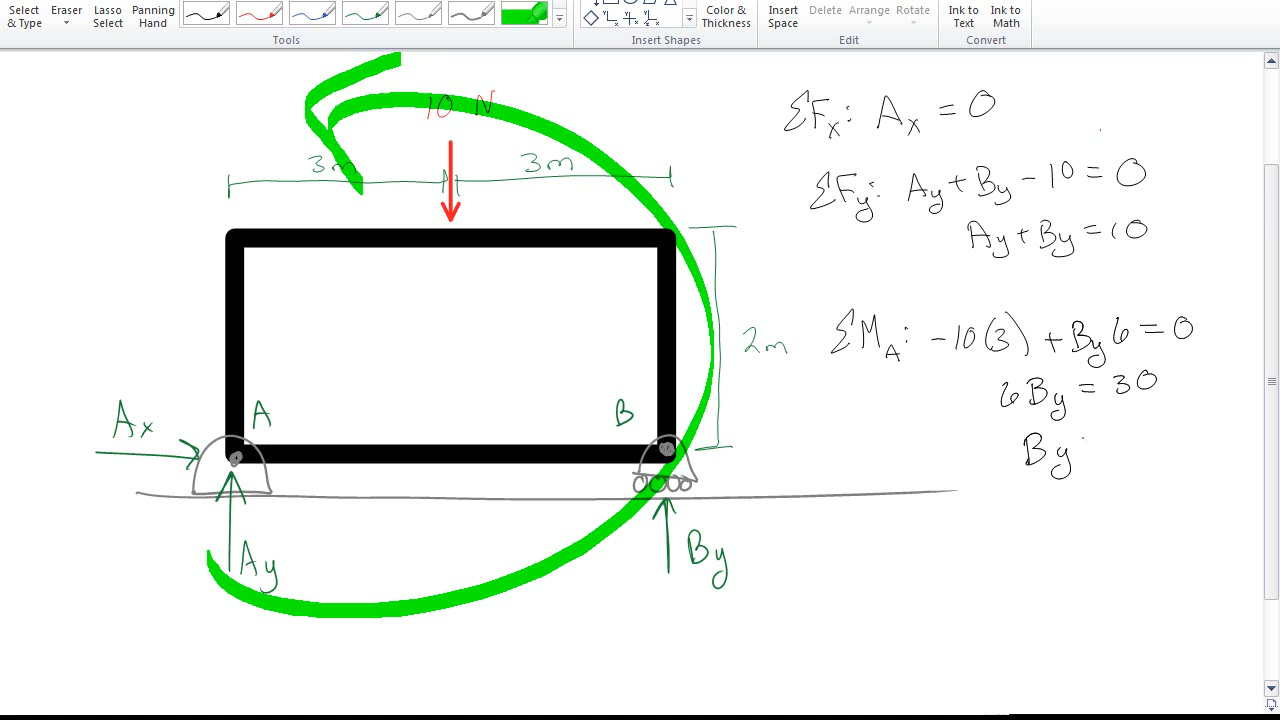 Select & Type
Eraser
Lasso Select
Panning Hand
Color & Thickness
Insert Space
Delete
Arrange
Rotate
Ink to Text
Ink to Math
Tools
Insert Shapes
Edit
Convert
10 N
3m
3m
2m
A
B
Ax
Ay
By
ΣFx: Ax = 0
ΣFy: Ay + By - 10 = 0
Ay + By = 10
ΣMA: -10(3) + By6 = 0
6By = 30
By